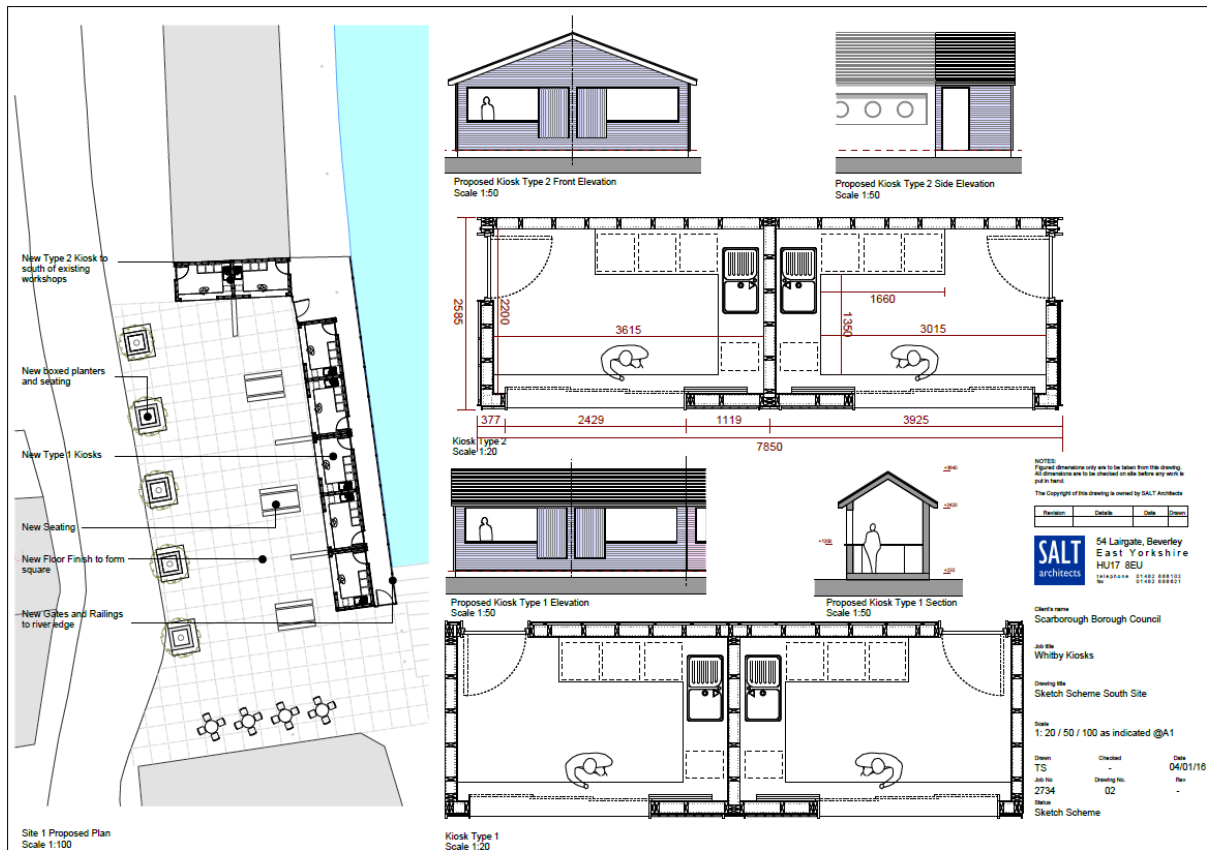 New Type 2 Kiosk to
south of existing
workshops
New boxed planters
and seating
New Type 1 Kiosks
New Seating
New Floor Finish to form
square
New Gates and Railings
to river edge
Site 1 Proposed Plan
Scale 1:100
Proposed Kiosk Type 2 Front Elevation
Scale 1:50
Proposed Kiosk Type 2 Side Elevation
Scale 1:50
2585
2200
3615
1660
1350
3015
377
2429
1119
3925
7850
Kiosk Type 2
Scale 1:20
Proposed Kiosk Type 1 Elevation
Scale 1:50
Proposed Kiosk Type 1 Section
Scale 1:50
Kiosk Type 1
Scale 1:20
NOTES:
Figured dimensions only are to be taken from this drawing.
All dimensions are to be checked on site before any work is
put in hand.
The Copyright of this drawing is owned by SALT Architects
Revision Details Date Drawn
SALT
architects
54 Lairgate, Beverley
East Yorkshire
HU17 8EU
telephone
fax
Client's name
Scarborough Borough Council
Job title
Whitby Kiosks
Drawing title
Sketch Scheme South Site
Scale
1: 20 / 50 / 100 as indicated @A1
Drawn Checked Date
TS - 04/01/16
Job No Drawing No. Rev
2734 02 -
Status
Sketch Scheme